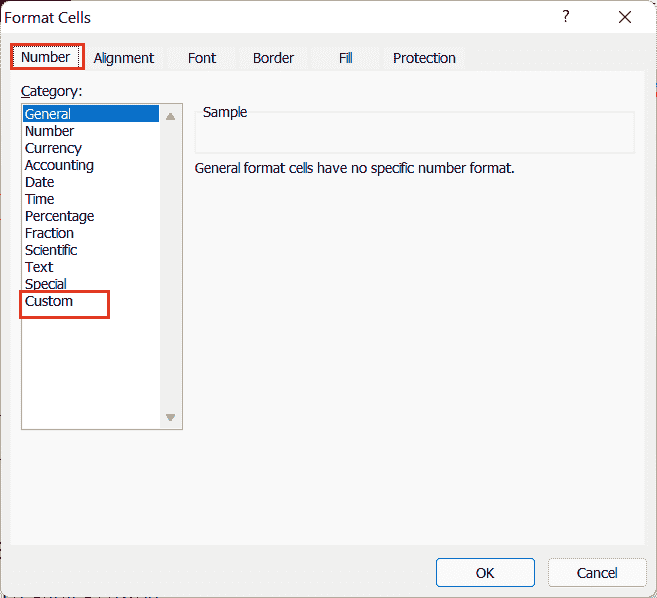 Format Cells ?
Number Alignment Font Border Fill Protection
Category:
General
Number
Currency
Accounting
Date
Time
Percentage
Fraction
Scientific
Text
Special
Custom
Sample
General format cells have no specific number format.
OK Cancel